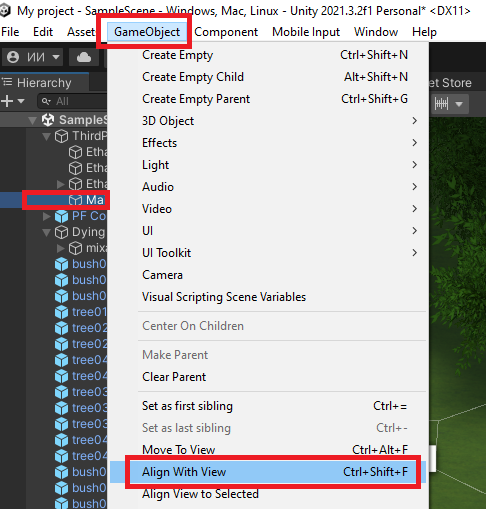 My project - SampleScene - Windows, Mac, Linux - Unity 2021.3.2f1 Personal* <DX11>
File Edit Asset GameObject Component Mobile Input Window Help
ИИ
Hierarchy
et Store
All
SampleS
ThirdP
Etha
Etha
Etha
Ma
PF Co
Dying
mixa
bush0
bush0
bush0
tree01
tree02
tree02
tree04
tree04
tree03
tree03
tree03
tree04
tree04
bush0
bush0
Create Empty Ctrl+Shift+N
Create Empty Child Alt+Shift+N
Create Empty Parent Ctrl+Shift+G
3D Object
Effects
Light
Audio
Video
UI
UI Toolkit
Camera
Visual Scripting Scene Variables
Center On Children
Make Parent
Clear Parent
Set as first sibling Ctrl+=
Set as last sibling Ctrl+-
Move To View Ctrl+Alt+F
Align With View Ctrl+Shift+F
Align View to Selected